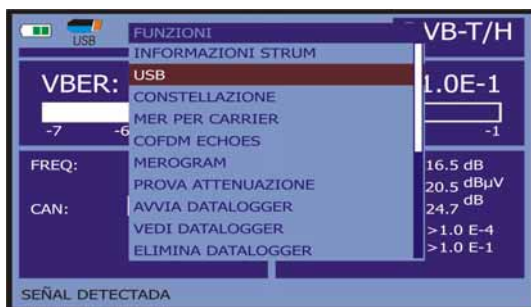 USB
FUNZIONI
VB-T/H
INFORMAZIONI STRUM
USB
CONSTELLAZIONE
MER PER CARRIER
COFDM ECHOES
MEROGRAM
PROVA ATTENUAZIONE
AVVIA DATALOGGER
VEDI DATALOGGER
ELIMINA DATALOGGER
VBER:
1.0E-1
-7
-6
-1
FREQ:
16.5 dB
20.5 dBµV
CAN:
24.7 dB
>1.0 E-4
>1.0 E-1
SEÑAL DETECTADA